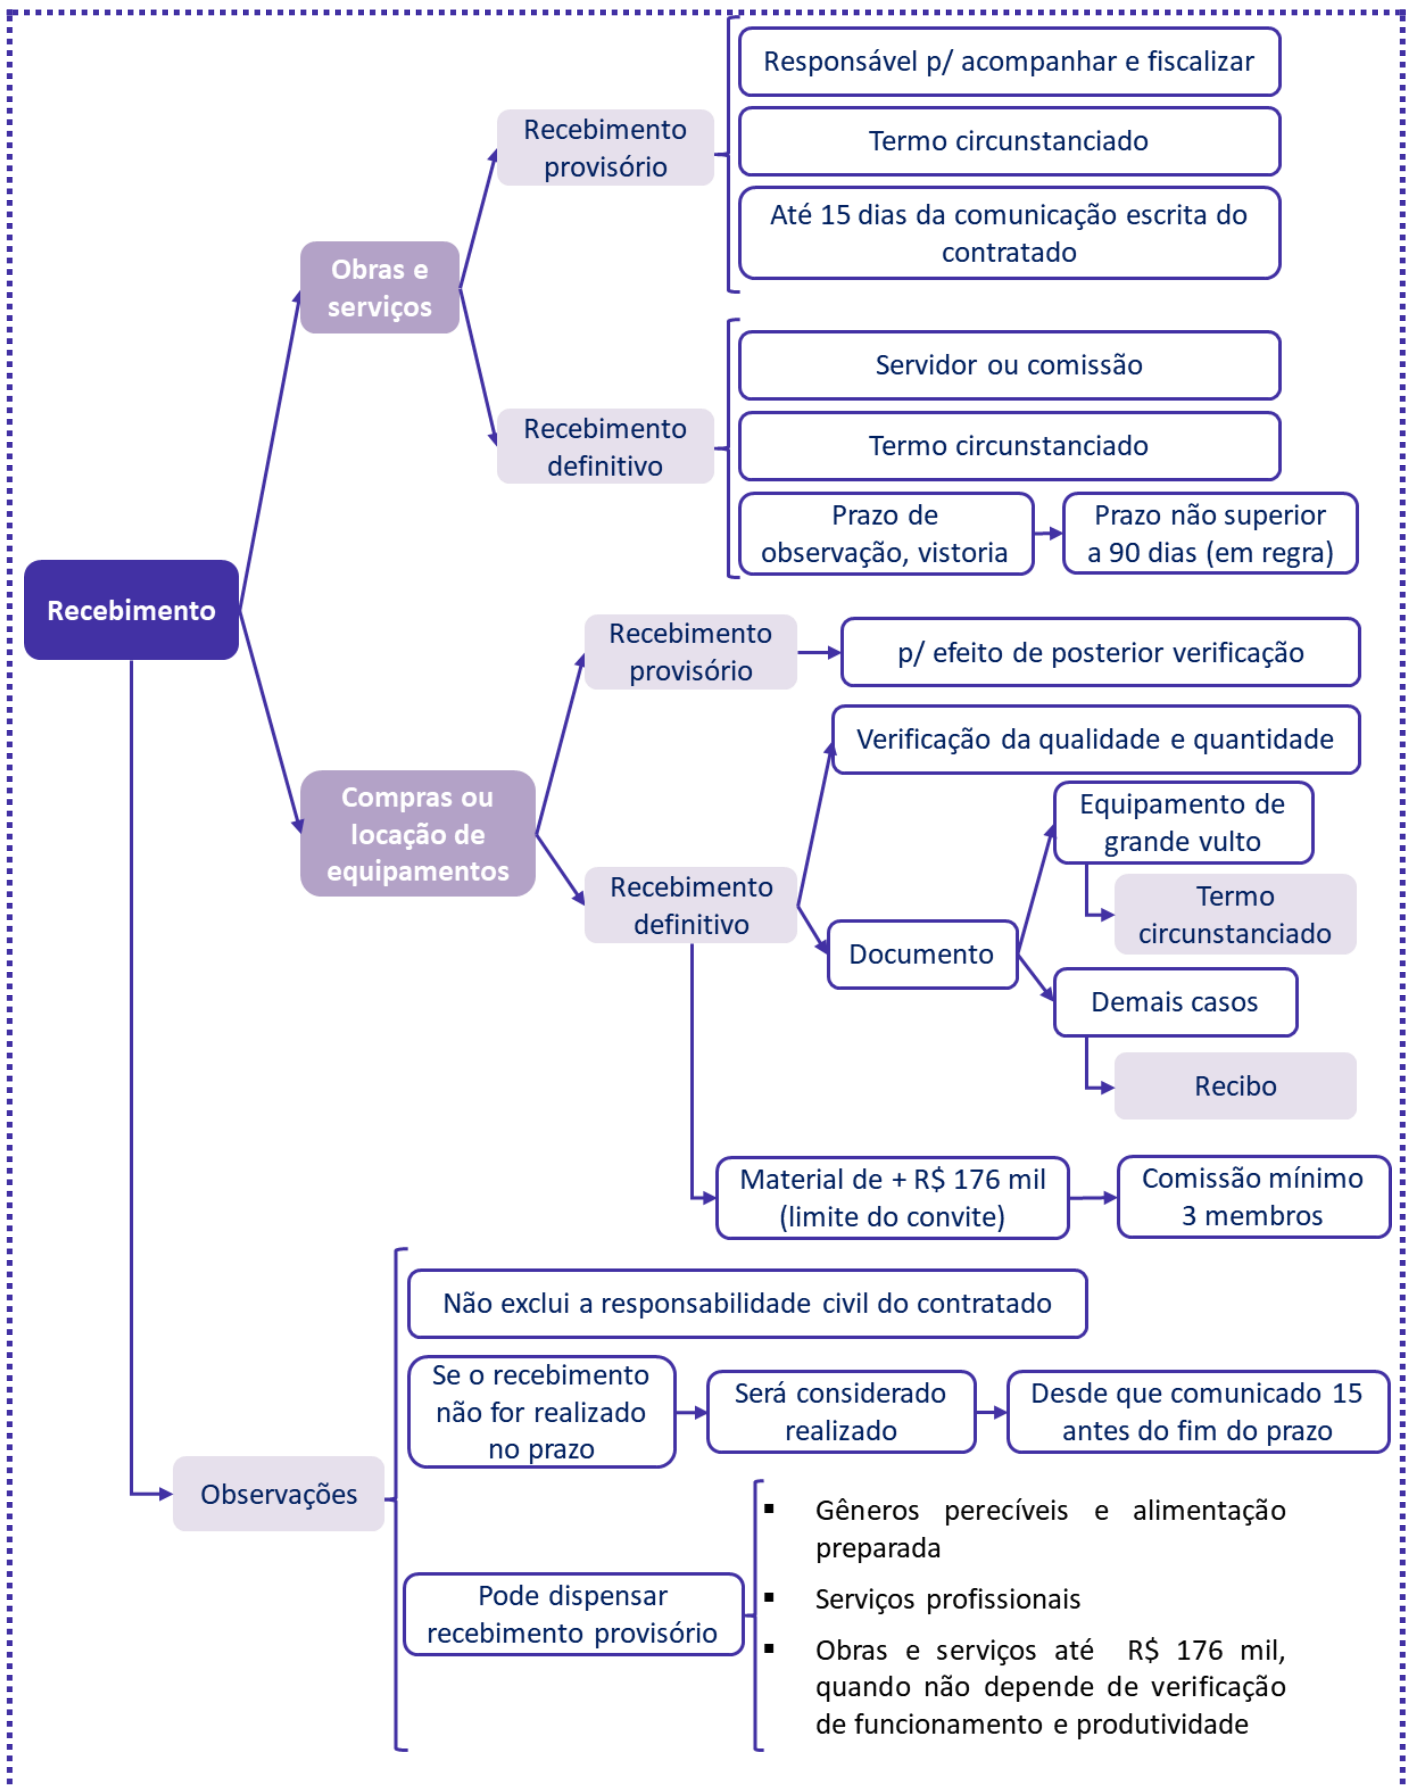 Recebimento
Obras e
serviços
Recebimento
provisório
Responsável p/ acompanhar e fiscalizar
Termo circunstanciado
Até 15 dias da comunicação escrita do
contratado
Recebimento
definitivo
Servidor ou comissão
Termo circunstanciado
Prazo de
observação, vistoria
Prazo não superior
a 90 dias (em regra)
Compras ou
locação de
equipamentos
Recebimento
provisório
p/ efeito de posterior verificação
Recebimento
definitivo
Verificação da qualidade e quantidade
Documento
Equipamento de
grande vulto
Termo
circunstanciado
Demais casos
Recibo
Material de + R$ 176 mil
(limite do convite)
Comissão mínimo
3 membros
Observações
Não exclui a responsabilidade civil do contratado
Se o recebimento
não for realizado
no prazo
Será considerado
realizado
Desde que comunicado 15
antes do fim do prazo
Pode dispensar
recebimento provisório
▪ Gêneros perecíveis e alimentação
preparada
▪ Serviços profissionais
▪ Obras e serviços até R$ 176 mil,
quando não depende de verificação
de funcionamento e produtividade